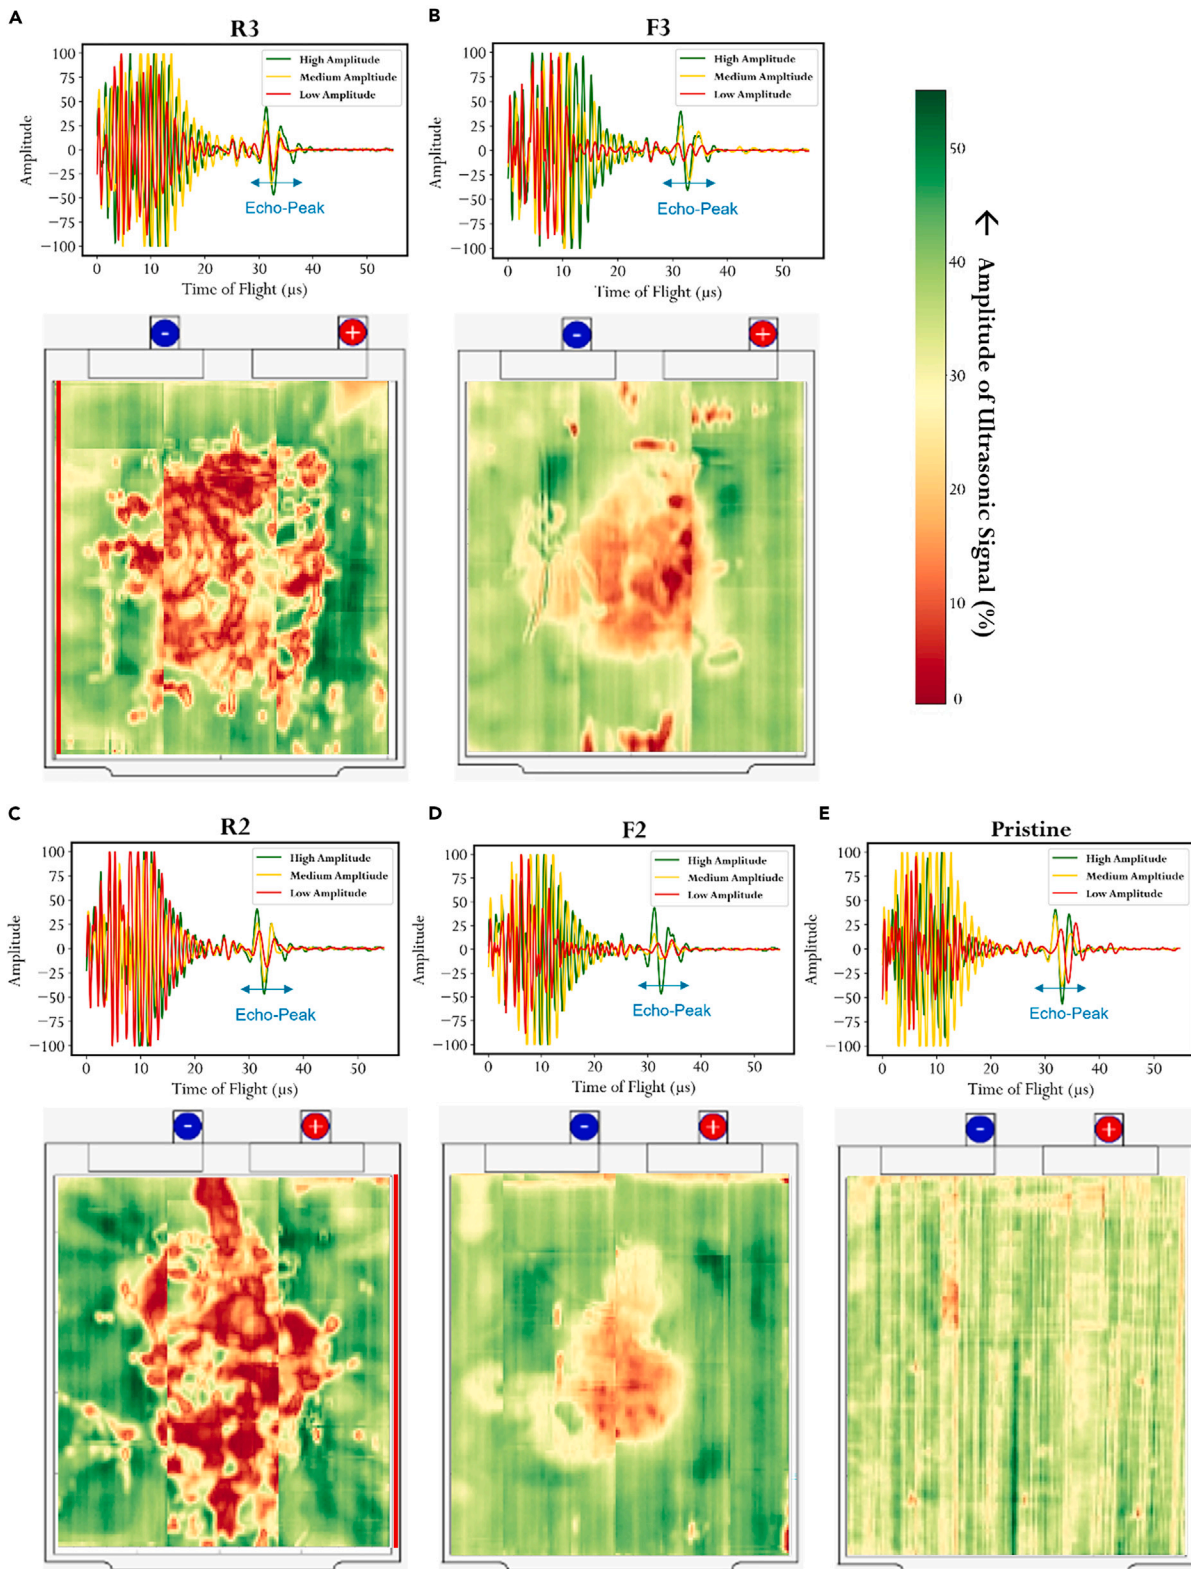 A
R3
100
75
50
25
0
−25
−50
−75
−100
Amplitude
High Amplitude
Medium Ampltiude
Low Amplitude
Echo-Peak
0 10 20 30 40 50
Time of Flight (µs)
- +
B
F3
100
75
50
25
0
−25
−50
−75
−100
Amplitude
High Amplitude
Medium Ampltiude
Low Amplitude
Echo-Peak
0 10 20 30 40 50
Time of Flight (µs)
- +
50
40
30
20
10
0
Amplitude of Ultrasonic Signal (%) →
C
R2
100
75
50
25
0
−25
−50
−75
−100
Amplitude
High Amplitude
Medium Ampltiude
Low Amplitude
Echo-Peak
0 10 20 30 40 50
Time of Flight (µs)
- +
D
F2
100
75
50
25
0
−25
−50
−75
−100
Amplitude
High Amplitude
Medium Ampltiude
Low Amplitude
Echo-Peak
0 10 20 30 40 50
Time of Flight (µs)
- +
E
Pristine
100
75
50
25
0
−25
−50
−75
−100
Amplitude
High Amplitude
Medium Ampltiude
Low Amplitude
Echo-Peak
0 10 20 30 40 50
Time of Flight (µs)
- +